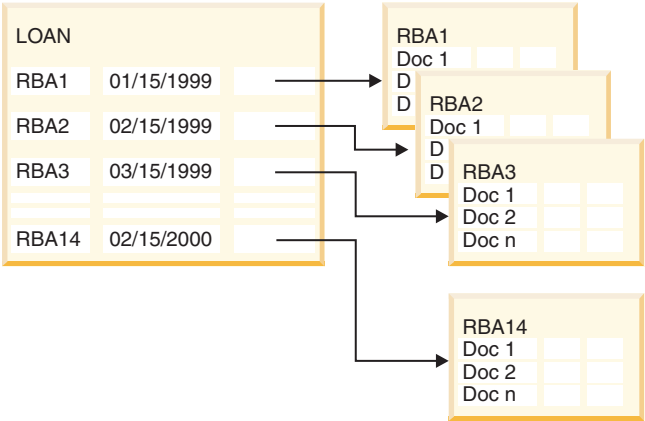 LOAN
RBA1 01/15/1999
RBA2 02/15/1999
RBA3 03/15/1999
RBA14 02/15/2000
RBA1
Doc 1
D
D
RBA2
Doc 1
D
D
RBA3
Doc 1
Doc 2
Doc n
RBA14
Doc 1
Doc 2
Doc n